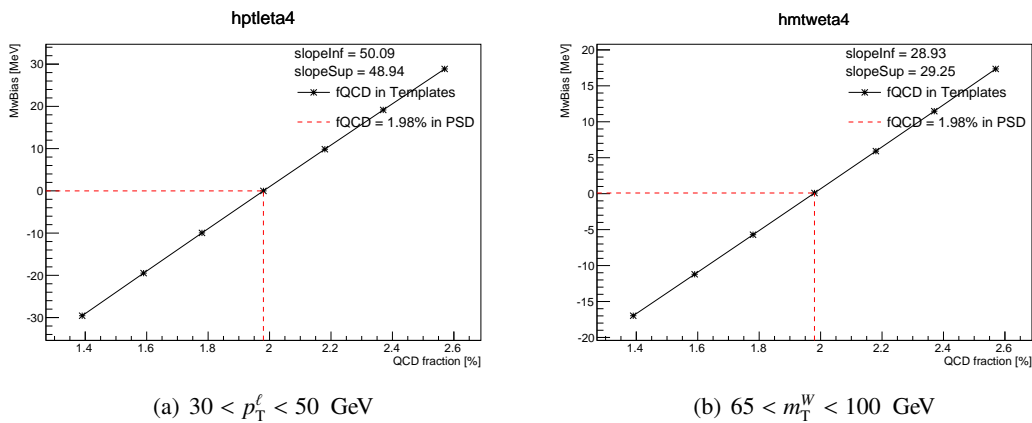 hptleta4
slopeInf = 50.09
slopeSup = 48.94
fQCD in Templates
fQCD = 1.98% in PSD
MwBias [MeV]
30
20
10
0
-10
-20
-30
1.4 1.6 1.8 2 2.2 2.4 2.6
QCD fraction [%]
(a) 30 < p_T^ℓ < 50 GeV
hmtweta4
slopeInf = 28.93
slopeSup = 29.25
fQCD in Templates
fQCD = 1.98% in PSD
MwBias [MeV]
20
15
10
5
0
-5
-10
-15
-20
1.4 1.6 1.8 2 2.2 2.4 2.6
QCD fraction [%]
(b) 65 < m_T^W < 100 GeV